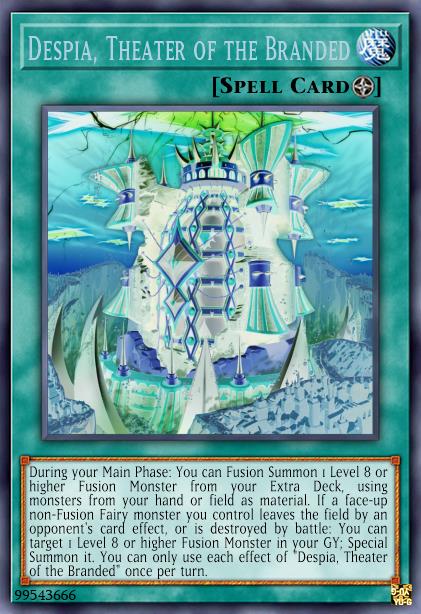 Despia, Theater of the Branded
魔
[Spell Card]
During your Main Phase: You can Fusion Summon 1 Level 8 or
higher Fusion Monster from your Extra Deck, using
monsters from your hand or field as material. If a face-up
non-Fusion Fairy monster you control leaves the field by an
opponent's card effect, or is destroyed by battle: You can
target 1 Level 8 or higher Fusion Monster in your GY; Special
Summon it. You can only use each effect of "Despia, Theater
of the Branded" once per turn.
99543666